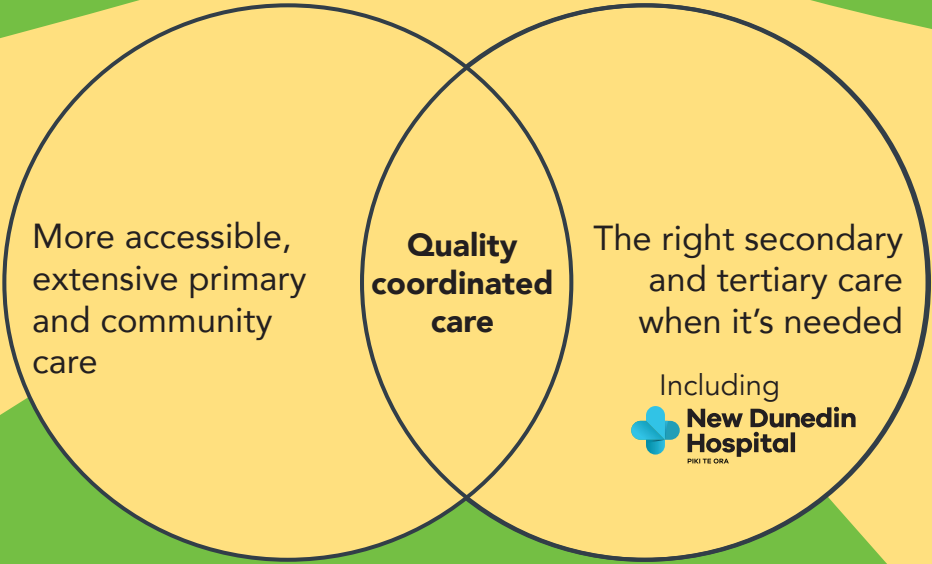 More accessible,
extensive primary
and community
care
Quality
coordinated
care
The right secondary
and tertiary care
when it’s needed
Including
New Dunedin
Hospital
PIKI TE ORA